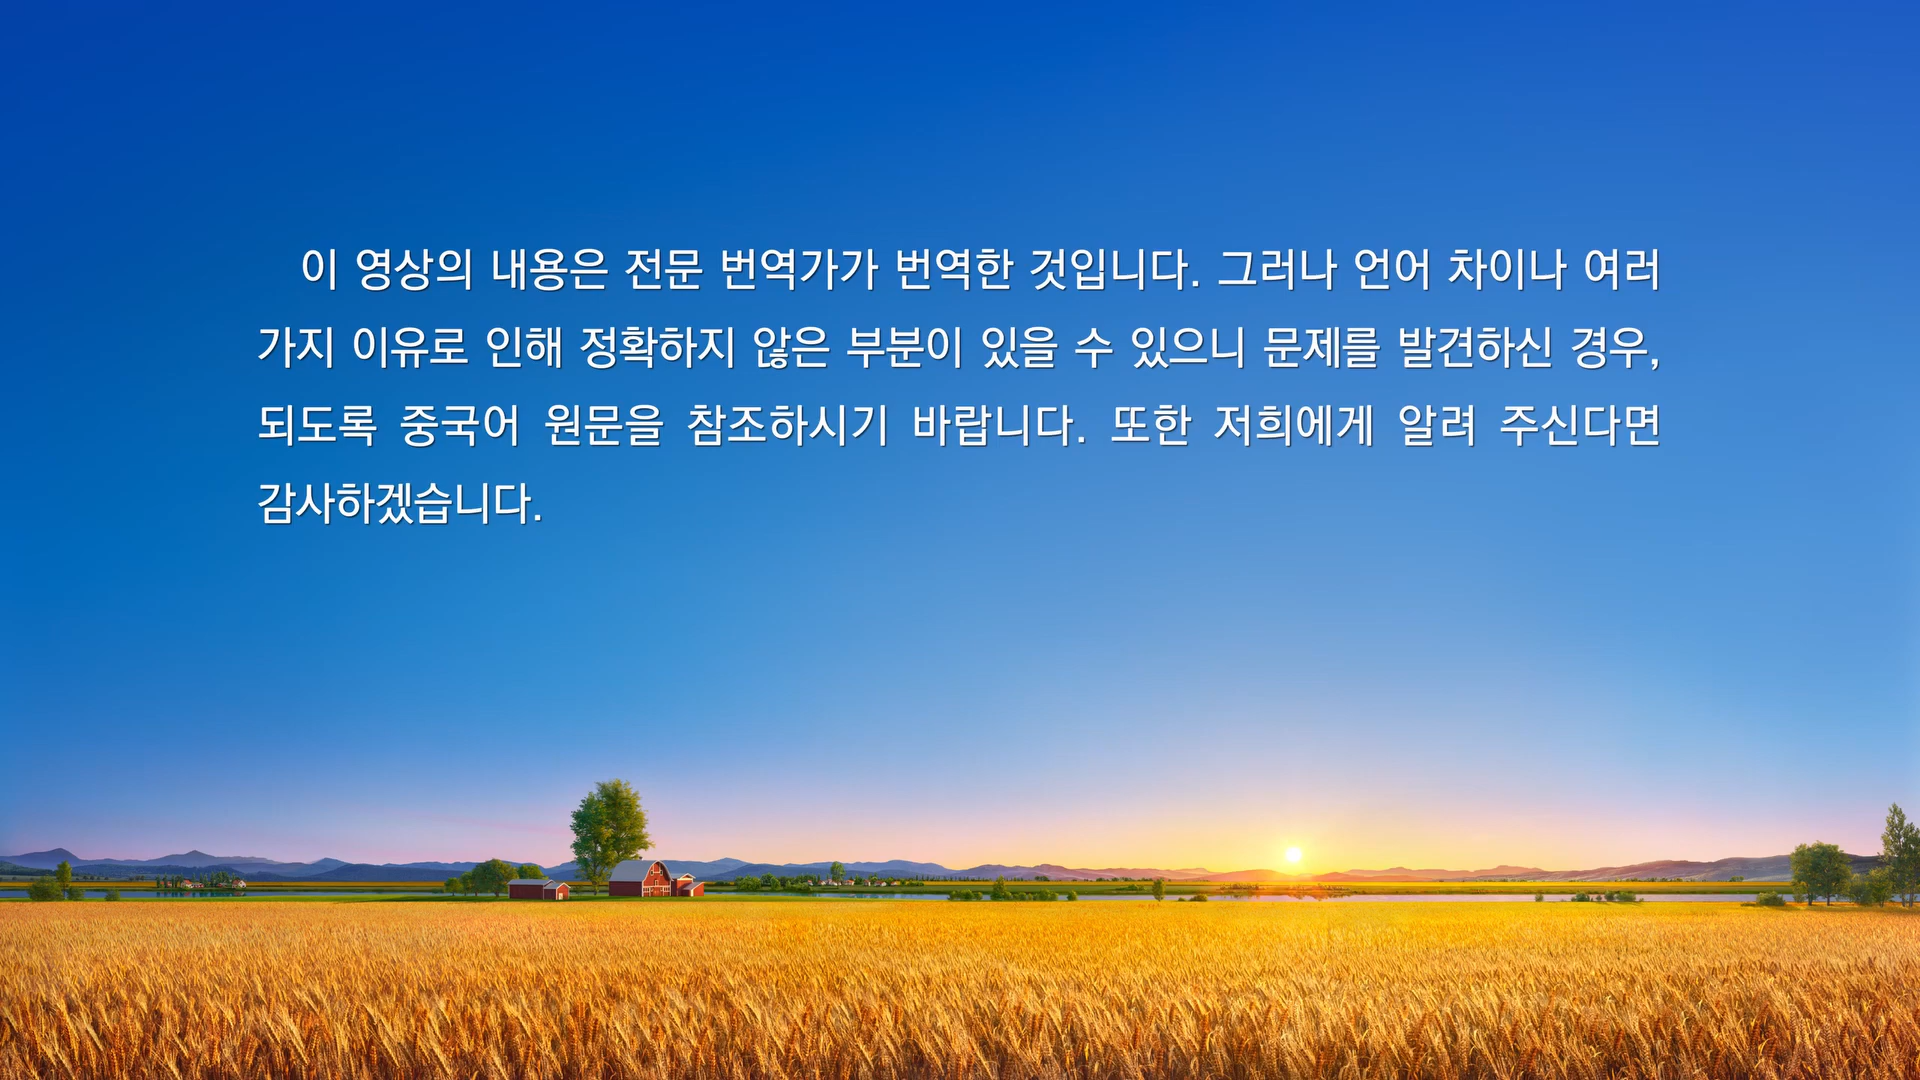 이 영상의 내용은 전문 번역가가 번역한 것입니다. 그러나 언어 차이나 여러
가지 이유로 인해 정확하지 않은 부분이 있을 수 있으니 문제를 발견하신 경우,
되도록 중국어 원문을 참조하시기 바랍니다. 또한 저희에게 알려 주신다면
감사하겠습니다.